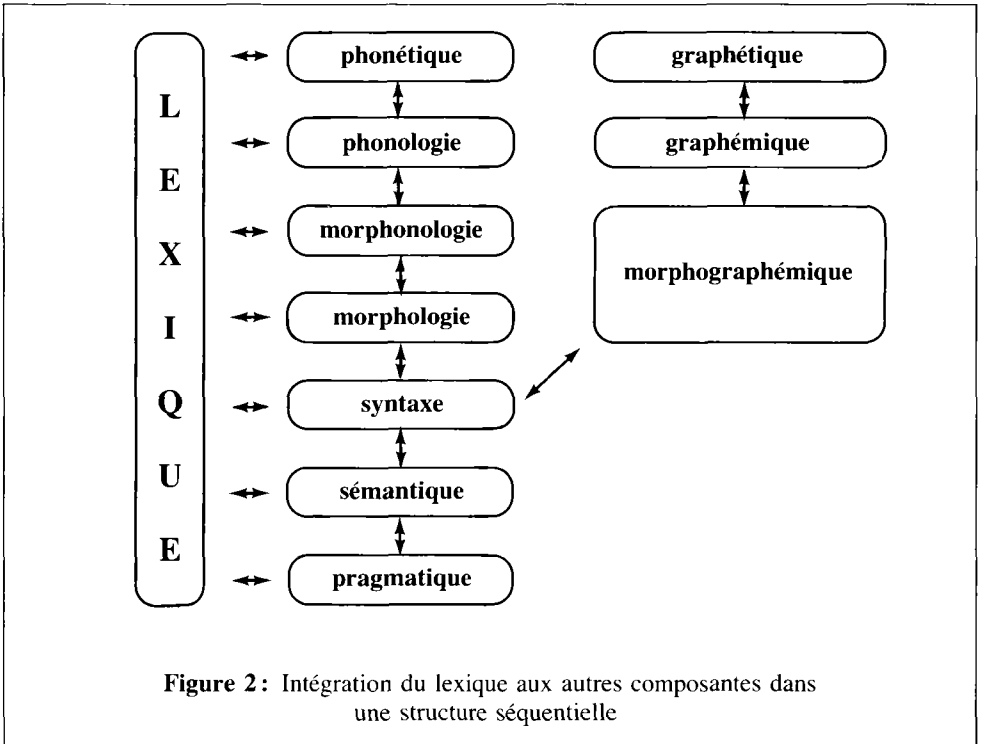 LEXIQUE
phonétique
phonologie
morphonologie
morphologie
syntaxe
sémantique
pragmatique
graphétique
graphémique
morphographémique
Figure 2: Intégration du lexique aux autres composantes dans
une structure séquentielle